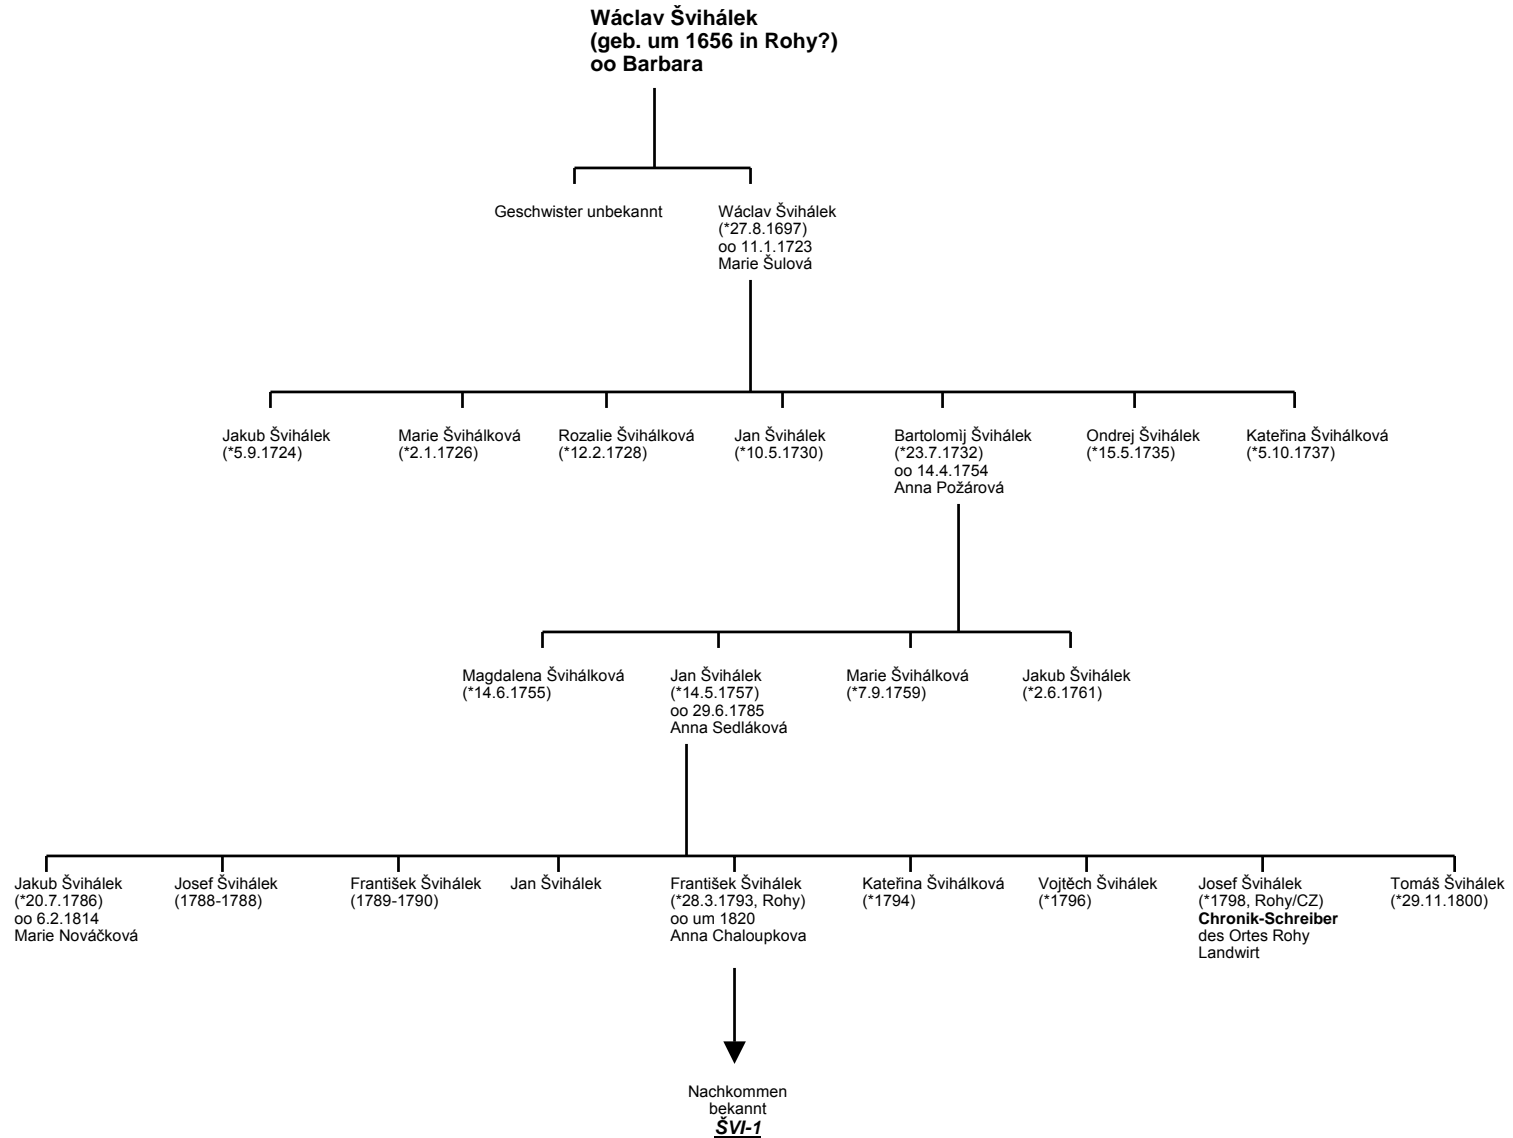 Wáclav Švihálek
(geb. um 1656 in Rohy?)
oo Barbara
Geschwister unbekannt
Wáclav Švihálek
(*27.8.1697)
oo 11.1.1723
Marie Šulová
Jakub Švihálek
(*5.9.1724)
Marie Švihálková
(*2.1.1726)
Rozalie Švihálková
(*12.2.1728)
Jan Švihálek
(*10.5.1730)
Bartolomìj Švihálek
(*23.7.1732)
oo 14.4.1754
Anna Požárová
Ondrej Švihálek
(*15.5.1735)
Kateřina Švihálková
(*5.10.1737)
Magdalena Švihálková
(*14.6.1755)
Jan Švihálek
(*14.5.1757)
oo 29.6.1785
Anna Sedláková
Marie Švihálková
(*7.9.1759)
Jakub Švihálek
(*2.6.1761)
Jakub Švihálek
(*20.7.1786)
oo 6.2.1814
Marie Nováčková
Josef Švihálek
(1788-1788)
František Švihálek
(1789-1790)
Jan Švihálek
František Švihálek
(*28.3.1793, Rohy)
oo um 1820
Anna Chaloupkova
Kateřina Švihálková
(*1794)
Vojtěch Švihálek
(*1796)
Josef Švihálek
(*1798, Rohy/CZ)
Chronik-Schreiber
des Ortes Rohy
Landwirt
Tomáš Švihálek
(*29.11.1800)
Nachkommen
bekannt
ŠVI-1